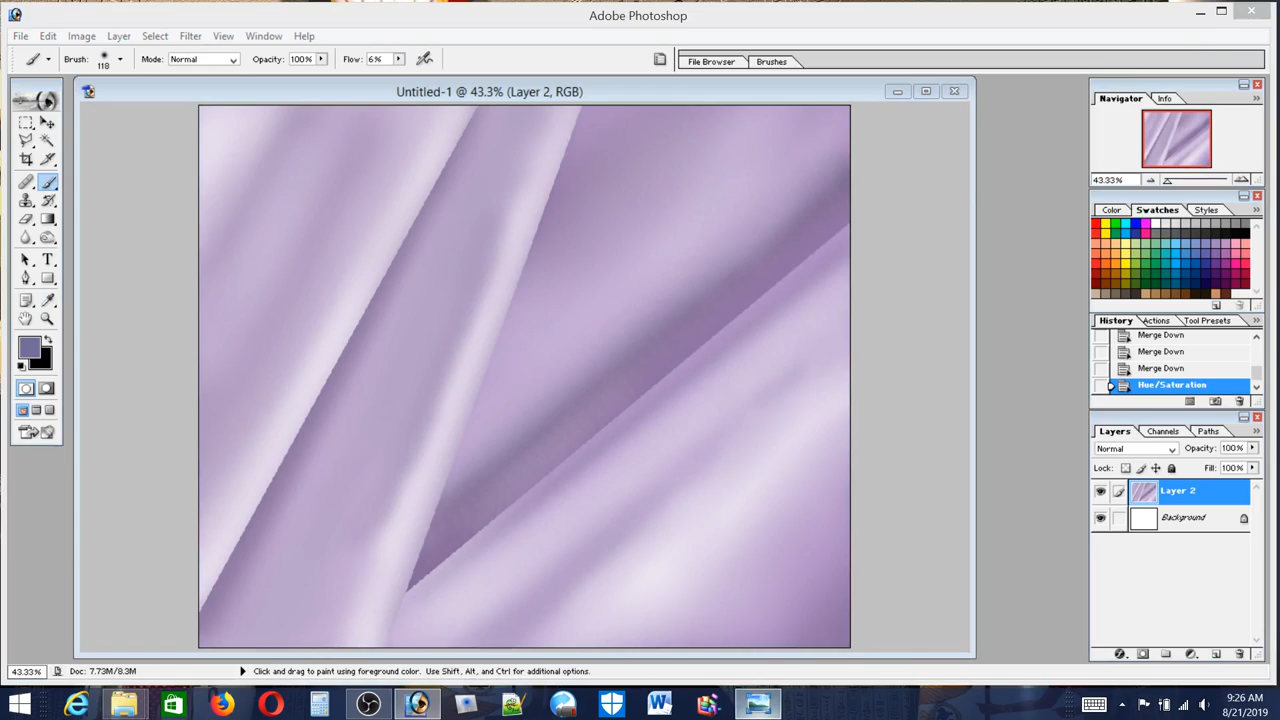 Adobe Photoshop
File Edit Image Layer Select Filter View Window Help
Brush: 118 Mode: Normal Opacity: 100% Flow: 6% File Browser Brushes
Untitled-1 @ 43.3% (Layer 2, RGB)
Navigator Info
43.33%
Color Swatches Styles
History Actions Tool Presets
Merge Down
Merge Down
Merge Down
Hue/Saturation
Layers Channels Paths
Normal Opacity: 100%
Lock: Fill: 100%
Layer 2
Background
43.33% Doc: 7.73M/8.3M Click and drag to paint using foreground color. Use Shift, Alt, and Ctrl for additional options.
9:26 AM
8/21/2019